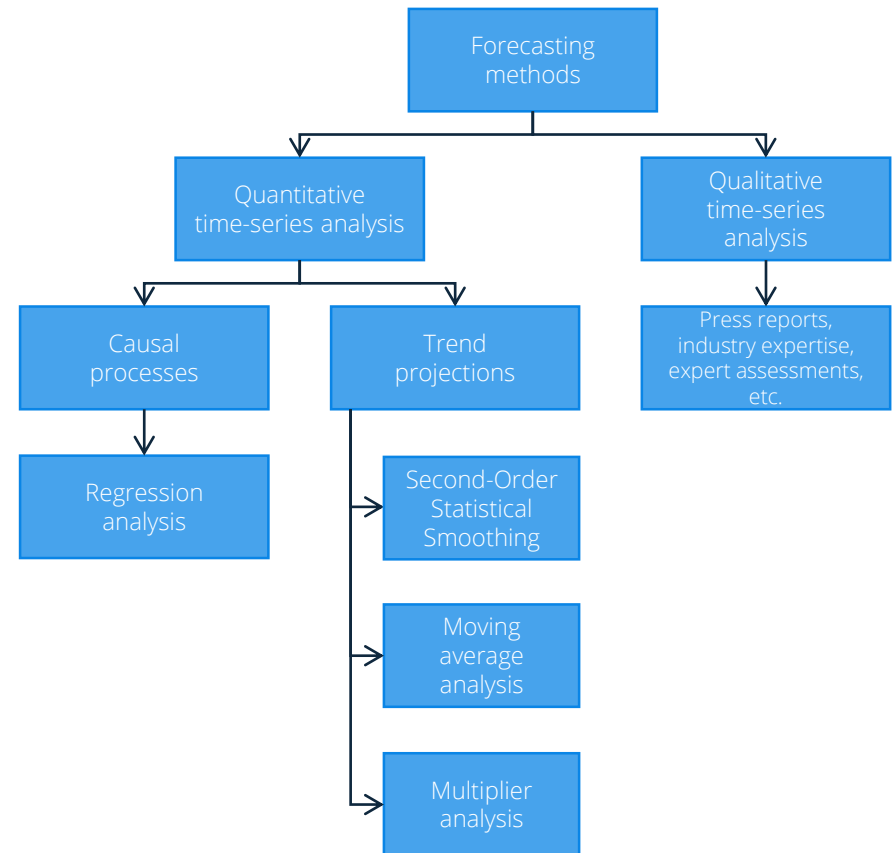 Forecasting
methods
Quantitative
time-series analysis
Qualitative
time-series
analysis
Causal
processes
Trend
projections
Press reports,
industry expertise,
expert assessments,
etc.
Regression
analysis
Second-Order
Statistical
Smoothing
Moving
average
analysis
Multiplier
analysis